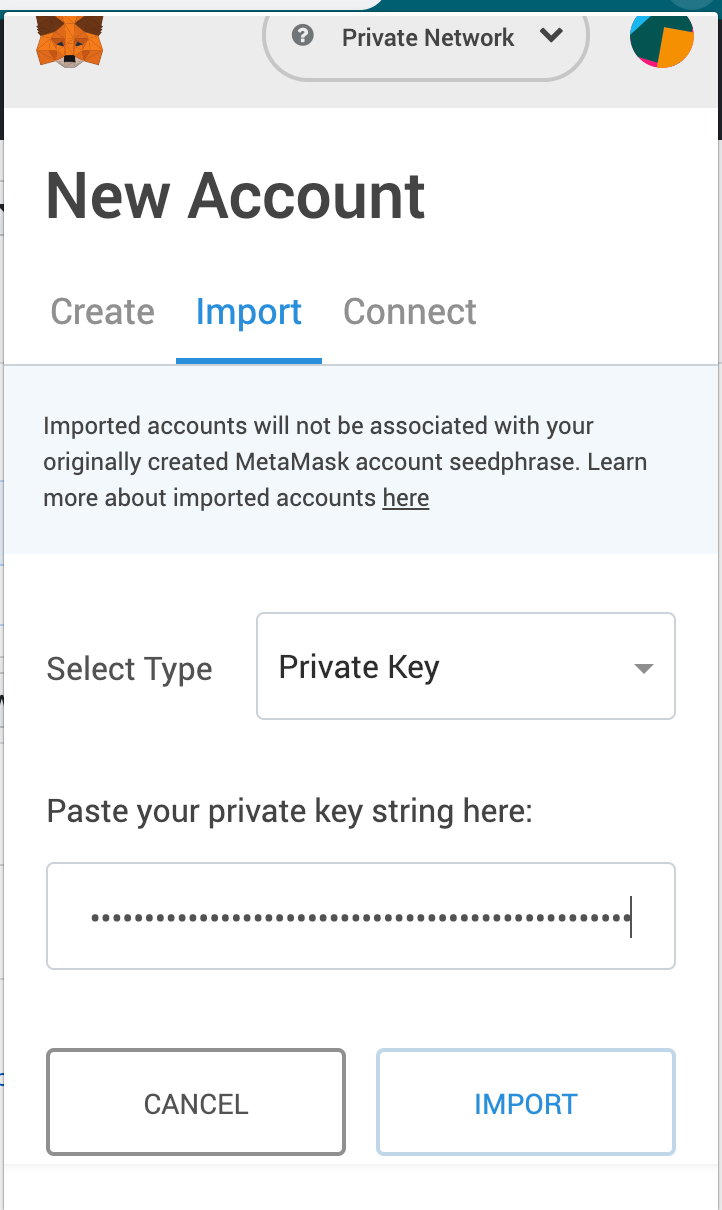 Private Network
New Account
Create Import Connect
Imported accounts will not be associated with your
originally created MetaMask account seedphrase. Learn
more about imported accounts here
Select Type
Private Key
Paste your private key string here:
CANCEL
IMPORT